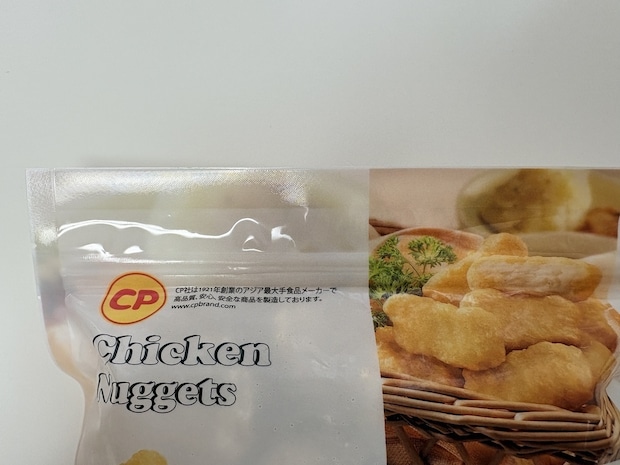 CP
CP社は1921年創業のアジア最大手食品メーカーで
高品質、安心、安全な商品を製造しております。
www.cpbrand.com
Chicken
Nuggets